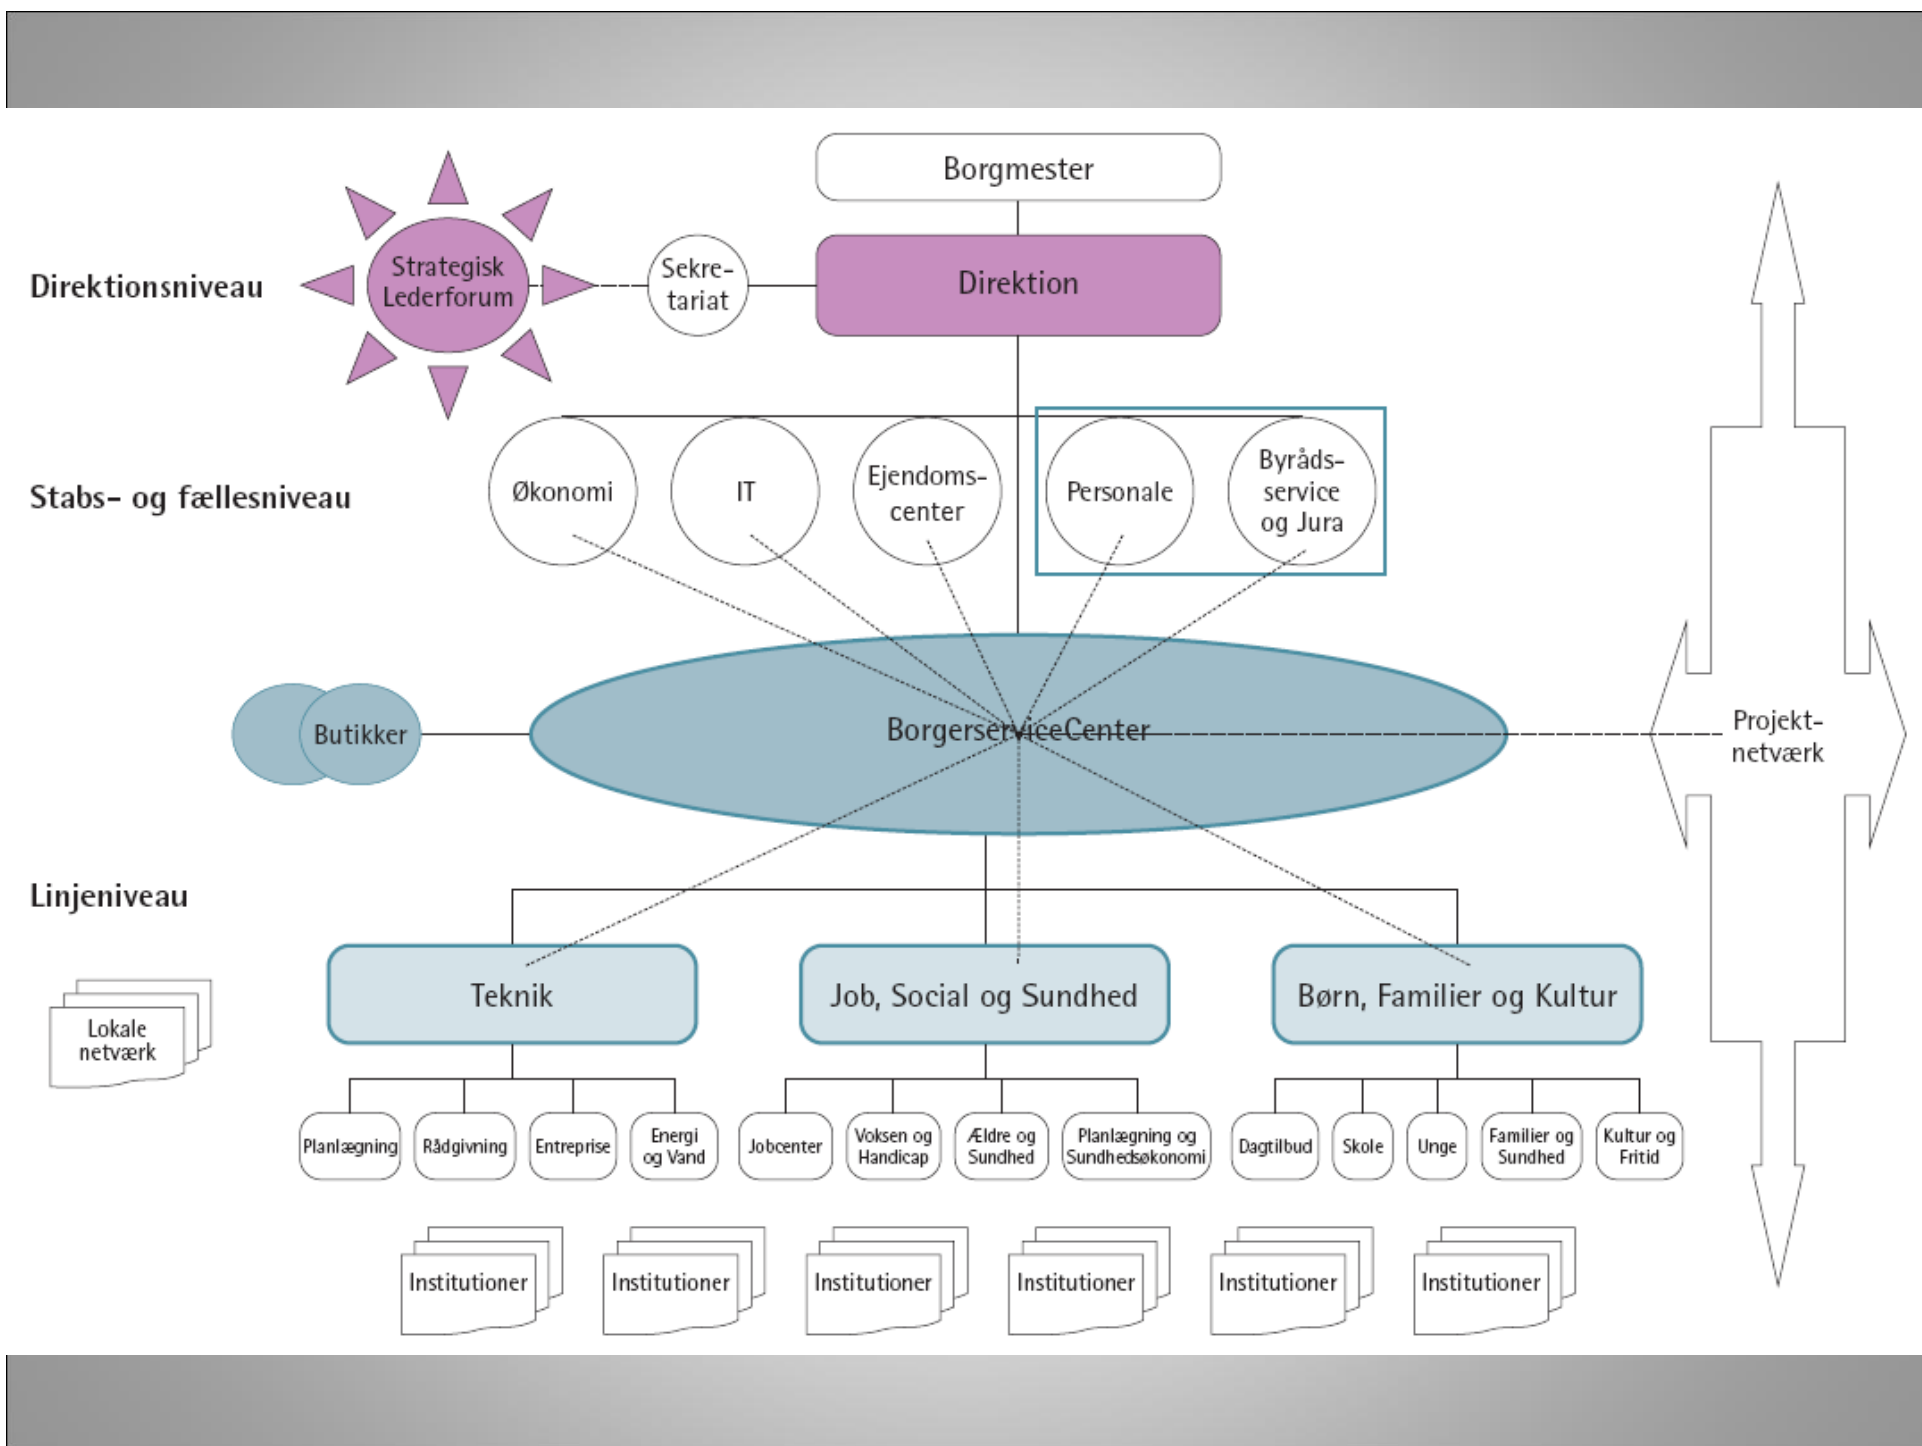 Borgmester
Direktionsniveau
Strategisk
Lederforum
Sekre-
tariat
Direktion
Stabs- og fællesniveau
Økonomi
IT
Ejendoms-
center
Personale
Byråds-
service
og Jura
Butikker
BorgerserviceCenter
Projekt-
netværk
Linjeniveau
Lokale
netværk
Teknik
Job, Social og Sundhed
Børn, Familier og Kultur
Planlægning
Rådgivning
Entreprise
Energi
og Vand
Jobcenter
Voksen og
Handicap
Ældre og
Sundhed
Planlægning og
Sundhedsøkonomi
Dagtilbud
Skole
Unge
Familier og
Sundhed
Kultur og
Fritid
Institutioner
Institutioner
Institutioner
Institutioner
Institutioner
Institutioner